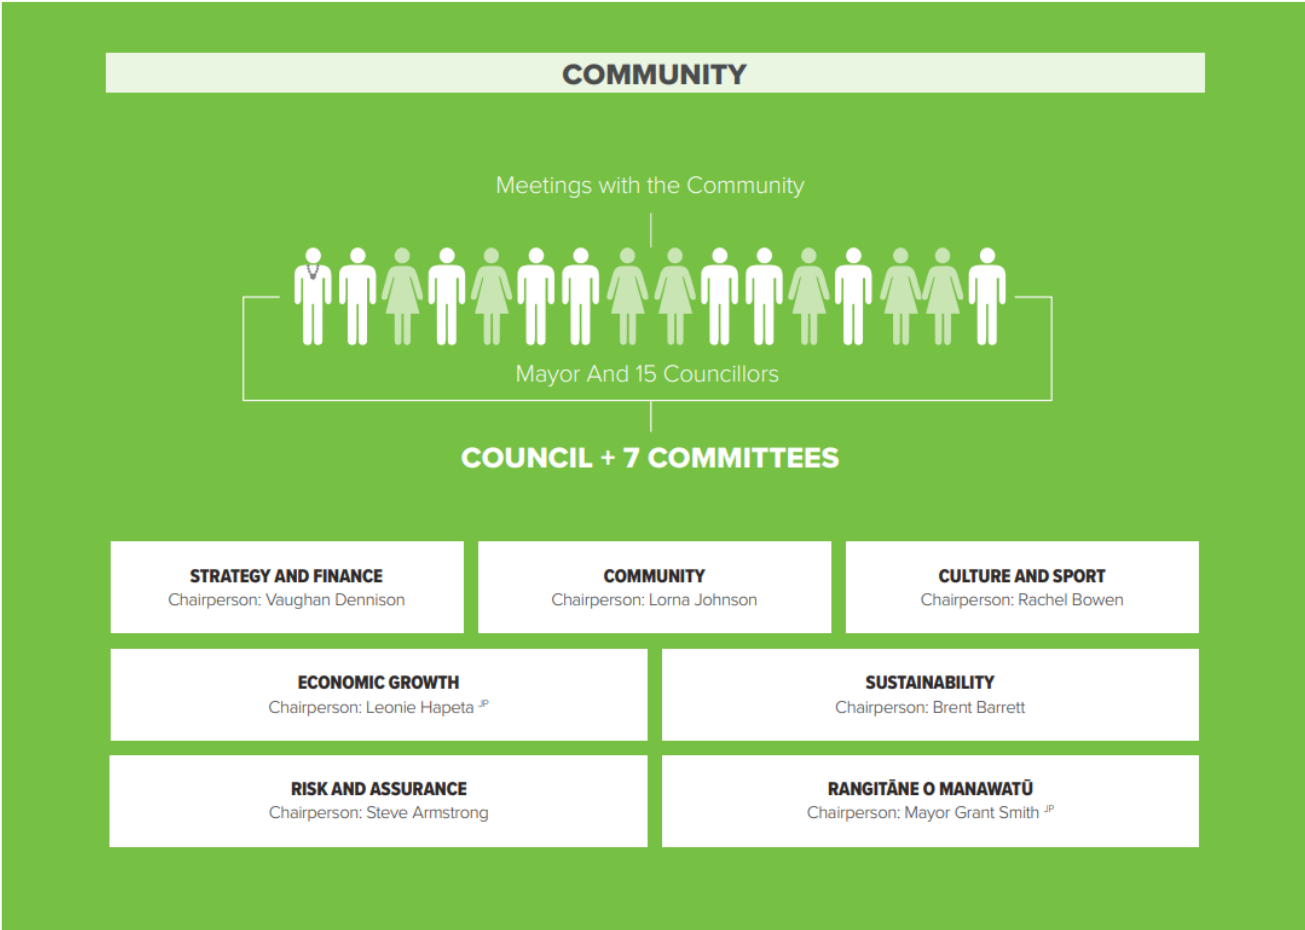 COMMUNITY
Meetings with the Community
Mayor And 15 Councillors
COUNCIL + 7 COMMITTEES
STRATEGY AND FINANCE
Chairperson: Vaughan Dennison
COMMUNITY
Chairperson: Lorna Johnson
CULTURE AND SPORT
Chairperson: Rachel Bowen
ECONOMIC GROWTH
Chairperson: Leonie Hapeta JP
SUSTAINABILITY
Chairperson: Brent Barrett
RISK AND ASSURANCE
Chairperson: Steve Armstrong
RANGITĀNE O MANAWATŪ
Chairperson: Mayor Grant Smith JP